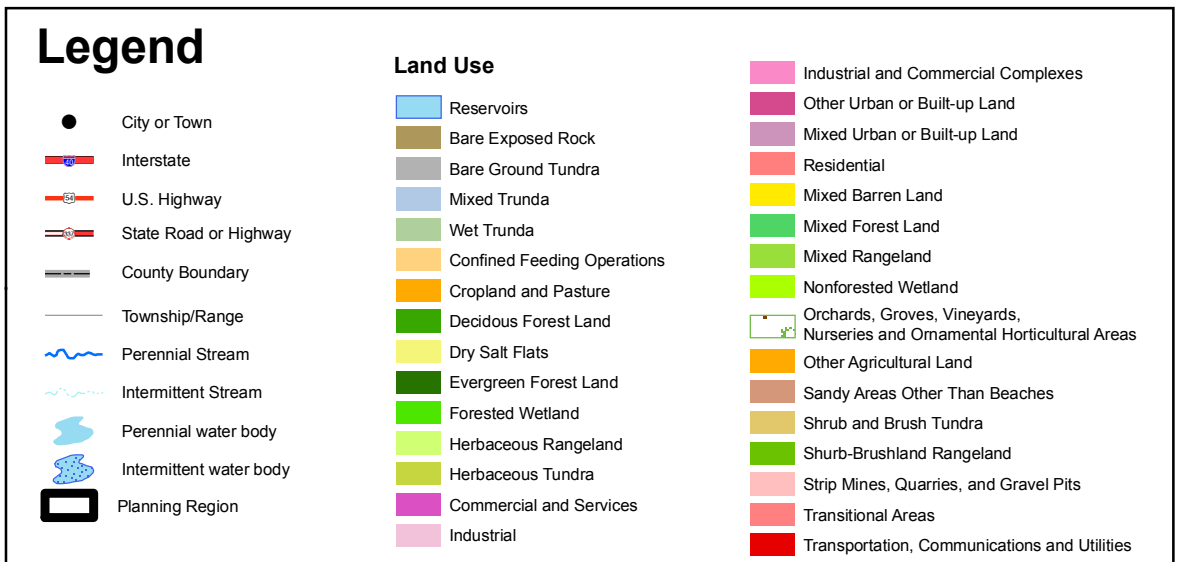 Legend
City or Town
40
Interstate
54
U.S. Highway
State Road or Highway
County Boundary
Township/Range
Perennial Stream
Intermittent Stream
Perennial water body
Intermittent water body
Planning Region
Land Use
Reservoirs
Bare Exposed Rock
Bare Ground Tundra
Mixed Trunda
Wet Trunda
Confined Feeding Operations
Cropland and Pasture
Decidous Forest Land
Dry Salt Flats
Evergreen Forest Land
Forested Wetland
Herbaceous Rangeland
Herbaceous Tundra
Commercial and Services
Industrial
Industrial and Commercial Complexes
Other Urban or Built-up Land
Mixed Urban or Built-up Land
Residential
Mixed Barren Land
Mixed Forest Land
Mixed Rangeland
Nonforested Wetland
Orchards, Groves, Vineyards,
Nurseries and Ornamental Horticultural Areas
Other Agricultural Land
Sandy Areas Other Than Beaches
Shrub and Brush Tundra
Shurb-Brushland Rangeland
Strip Mines, Quarries, and Gravel Pits
Transitional Areas
Transportation, Communications and Utilities